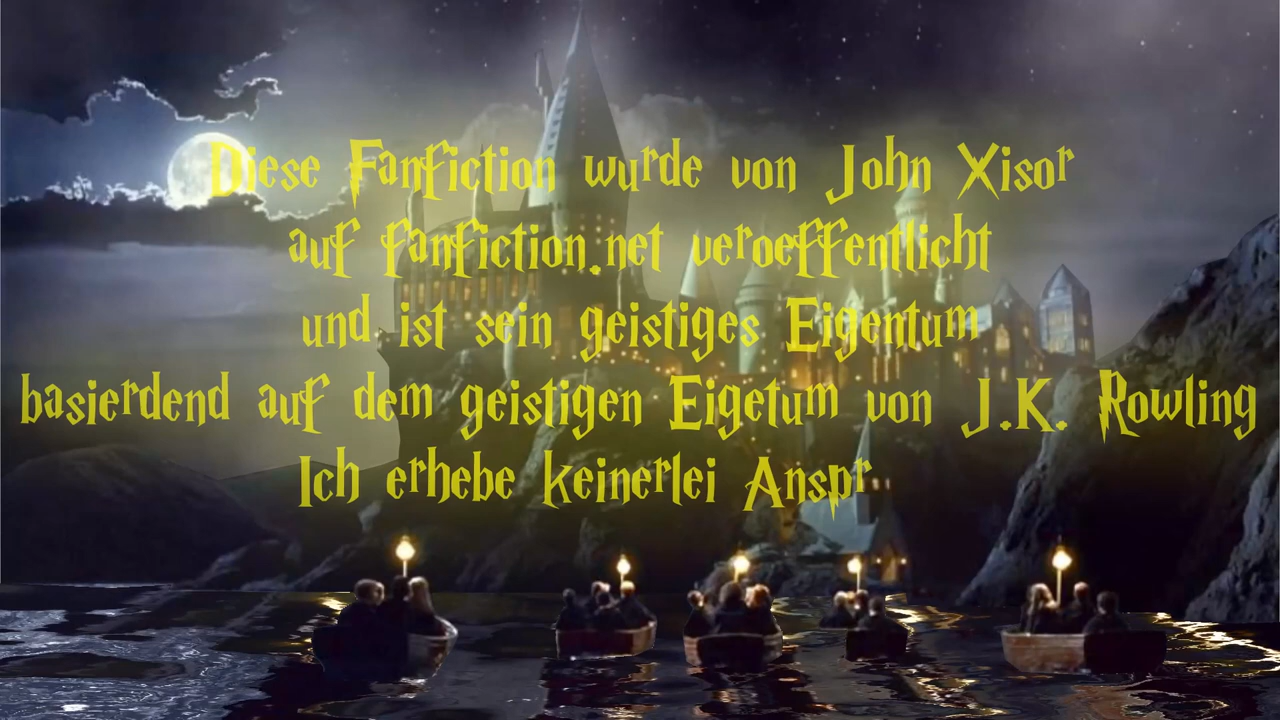 Diese Fanfiction wurde von John Xisor
auf fanfiction.net veroeffentlicht
und ist sein geistiges Eigentum
basierdend auf dem geistigen Eigetum von J.K. Rowling
Ich erhebe keinerlei Anspr